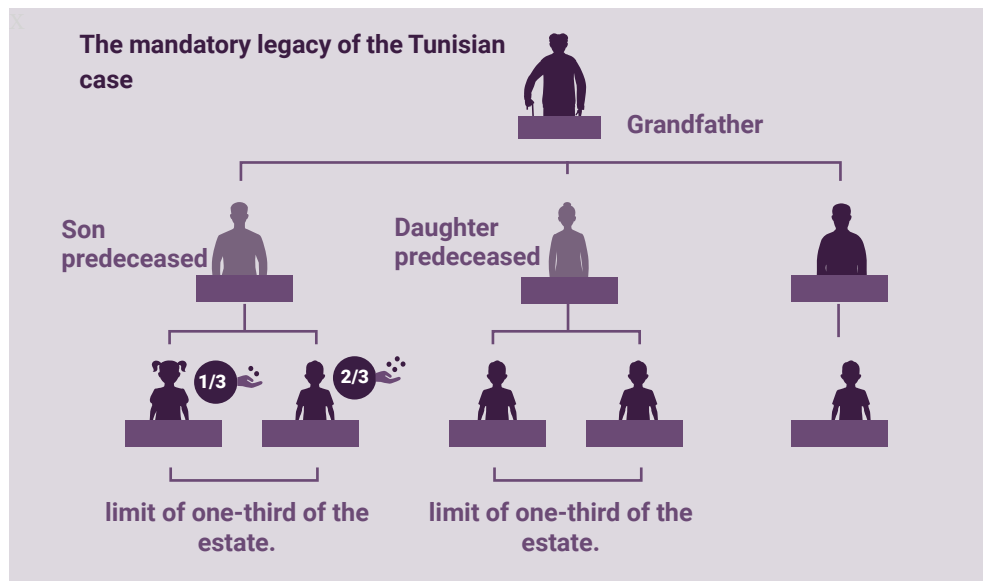 X
The mandatory legacy of the Tunisian
case
Grandfather
Son
predeceased
Daughter
predeceased
1/3
2/3
limit of one-third of the
estate.
limit of one-third of the
estate.